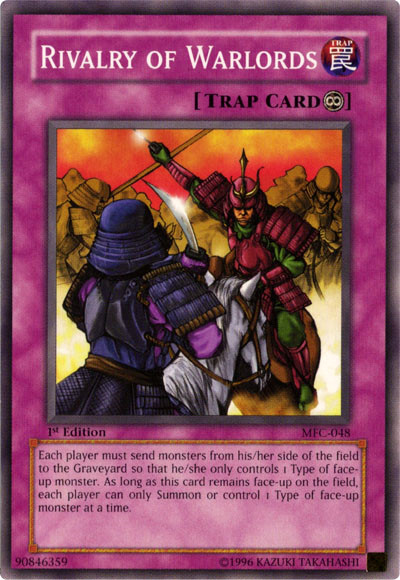 RIVALRY OF WARLORDS
TRAP
罠
[TRAP CARD∞]
1st Edition
MFC-048
Each player must send monsters from his/her side of the field
to the Graveyard so that he/she only controls 1 Type of face-
up monster. As long as this card remains face-up on the field,
each player can only Summon or control 1 Type of face-up
monster at a time.
90846359
©1996 KAZUKI TAKAHASHI